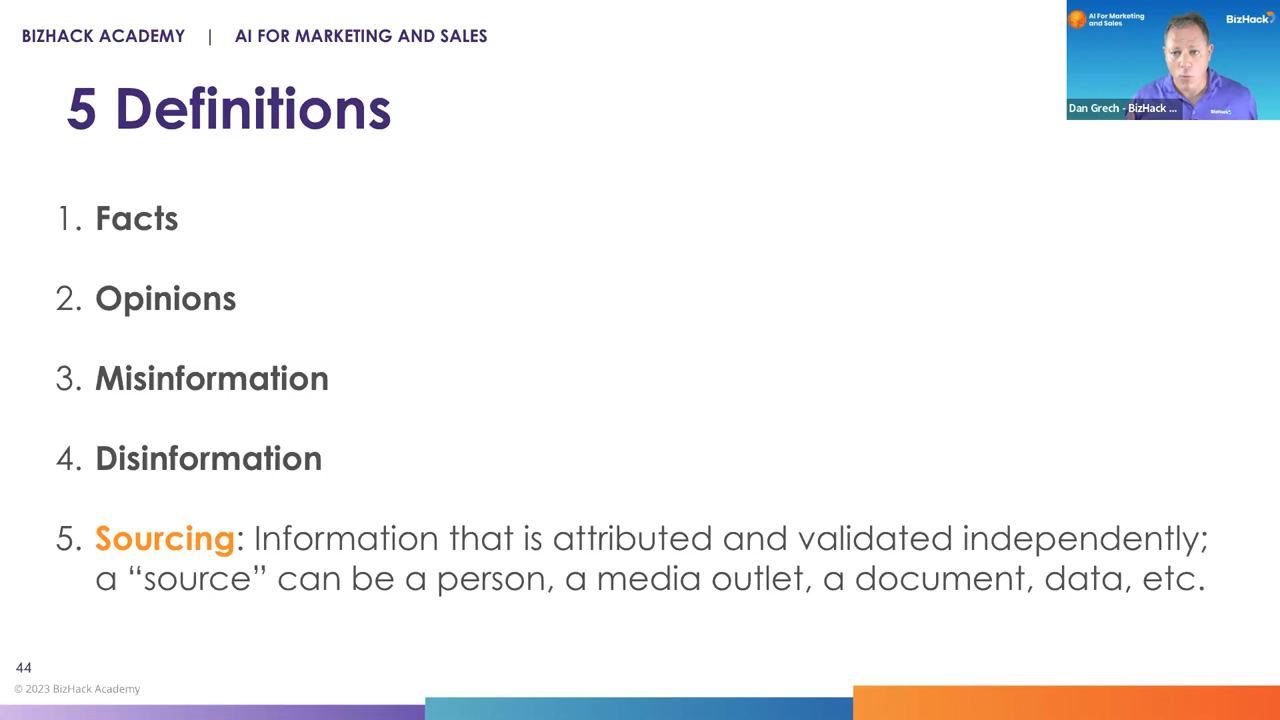 BIZHACK ACADEMY | AI FOR MARKETING AND SALES
AI For Marketing
and Sales
BizHack
5 Definitions
Dan Grech - BizHack ...
BizHack
1. Facts
2. Opinions
3. Misinformation
4. Disinformation
5. Sourcing: Information that is attributed and validated independently;
a “source” can be a person, a media outlet, a document, data, etc.
44
© 2023 BizHack Academy